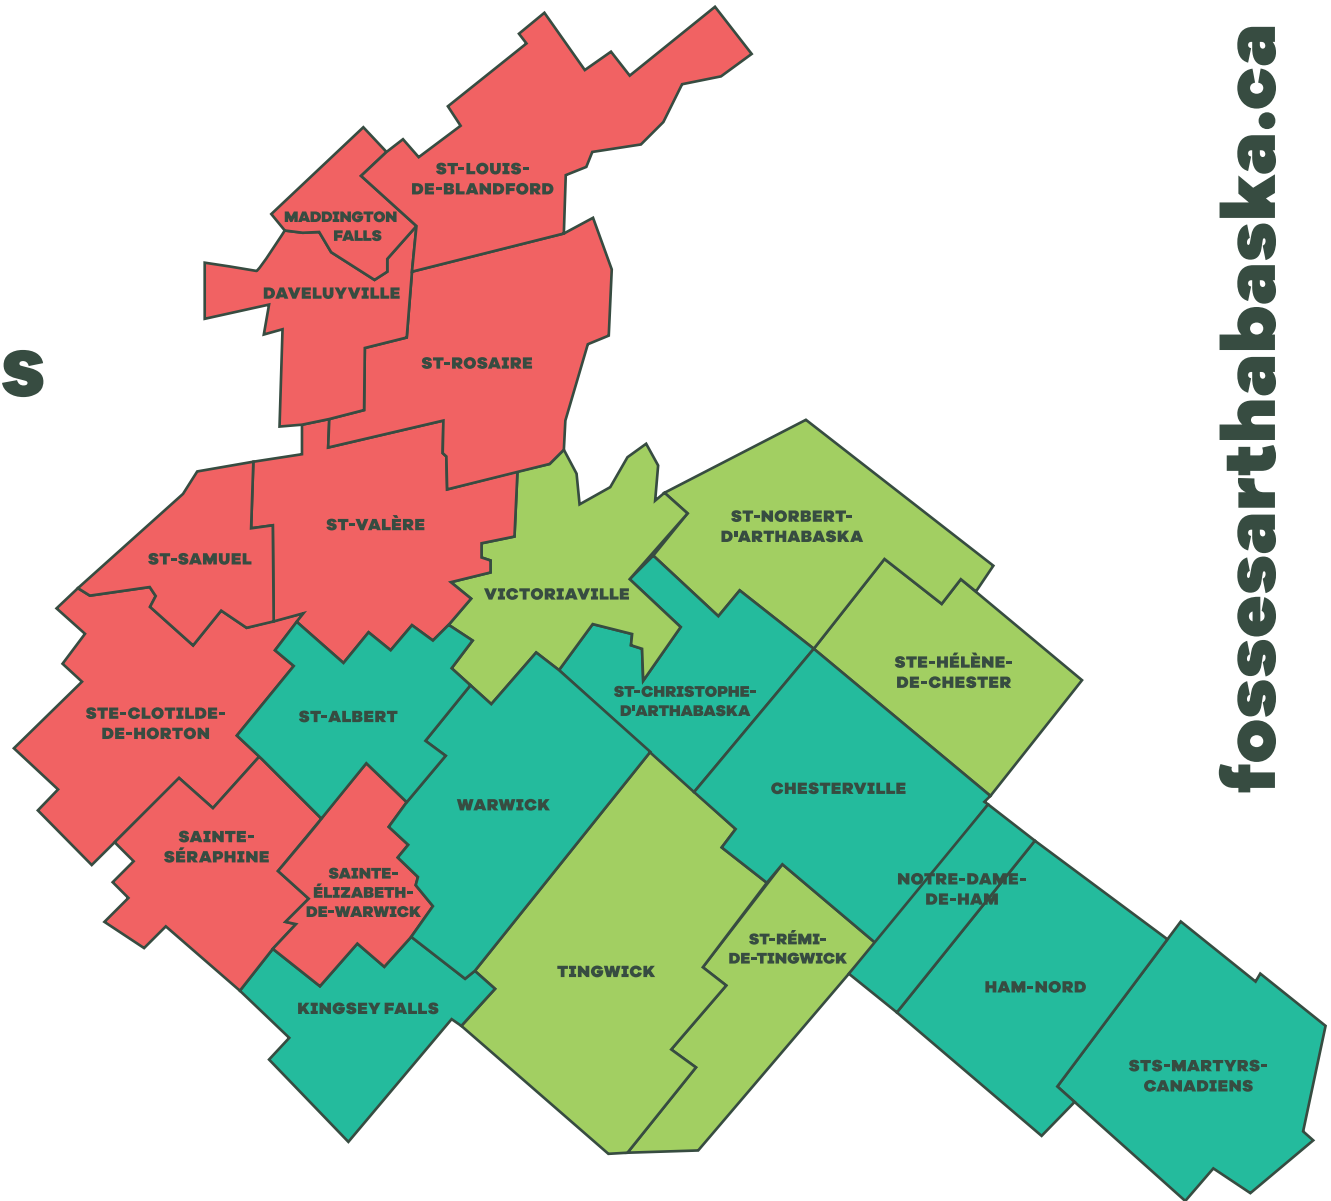 ST-LOUIS-
DE-BLANDFORD
MADDINGTON
FALLS
DAVELUYVILLE
ST-ROSAIRE
S
ST-VALÈRE
ST-SAMUEL
VICTORIAVILLE
ST-NORBERT-
D'ARTHABASKA
STE-HÉLÈNE-
DE-CHESTER
ST-CHRISTOPHE-
D'ARTHABASKA
STE-CLOTILDE-
DE-HORTON
ST-ALBERT
WARWICK
CHESTERVILLE
SAINTE-
SÉRAPHINE
SAINTE-
ÉLIZABETH-
DE-WARWICK
NOTRE-DAME-
DE-HAM
ST-RÉMI-
DE-TINGWICK
TINGWICK
HAM-NORD
KINGSEY FALLS
STS-MARTYRS-
CANADIENS
fossesarthabaska.ca